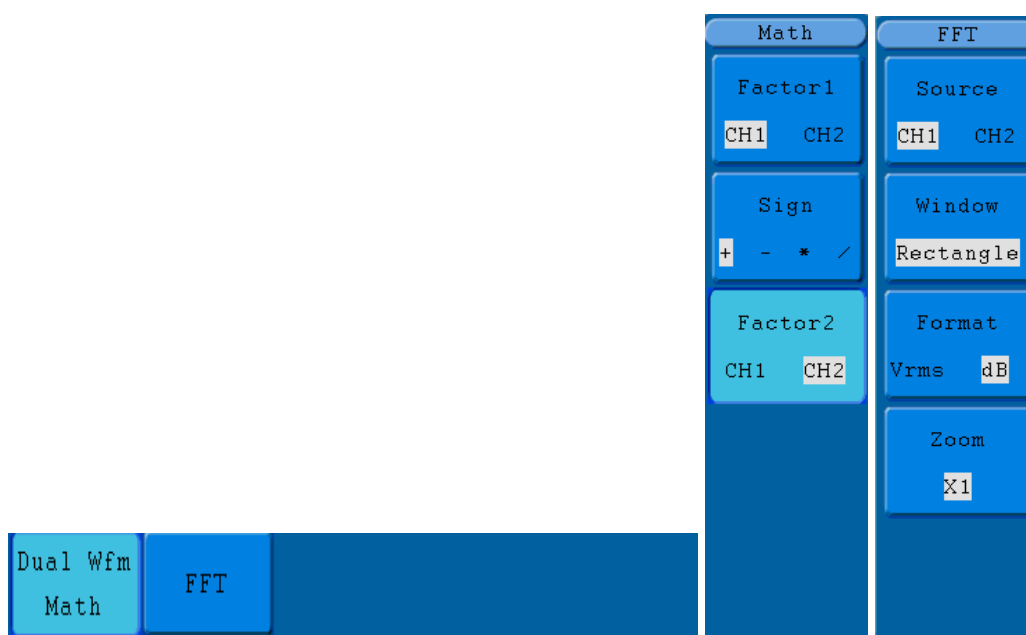 Math
Factor1
CH1 CH2
Sign
+ - * /
Factor2
CH1 CH2
FFT
Source
CH1 CH2
Window
Rectangle
Format
Vrms dB
Zoom
X1
Dual Wfm
Math
FFT